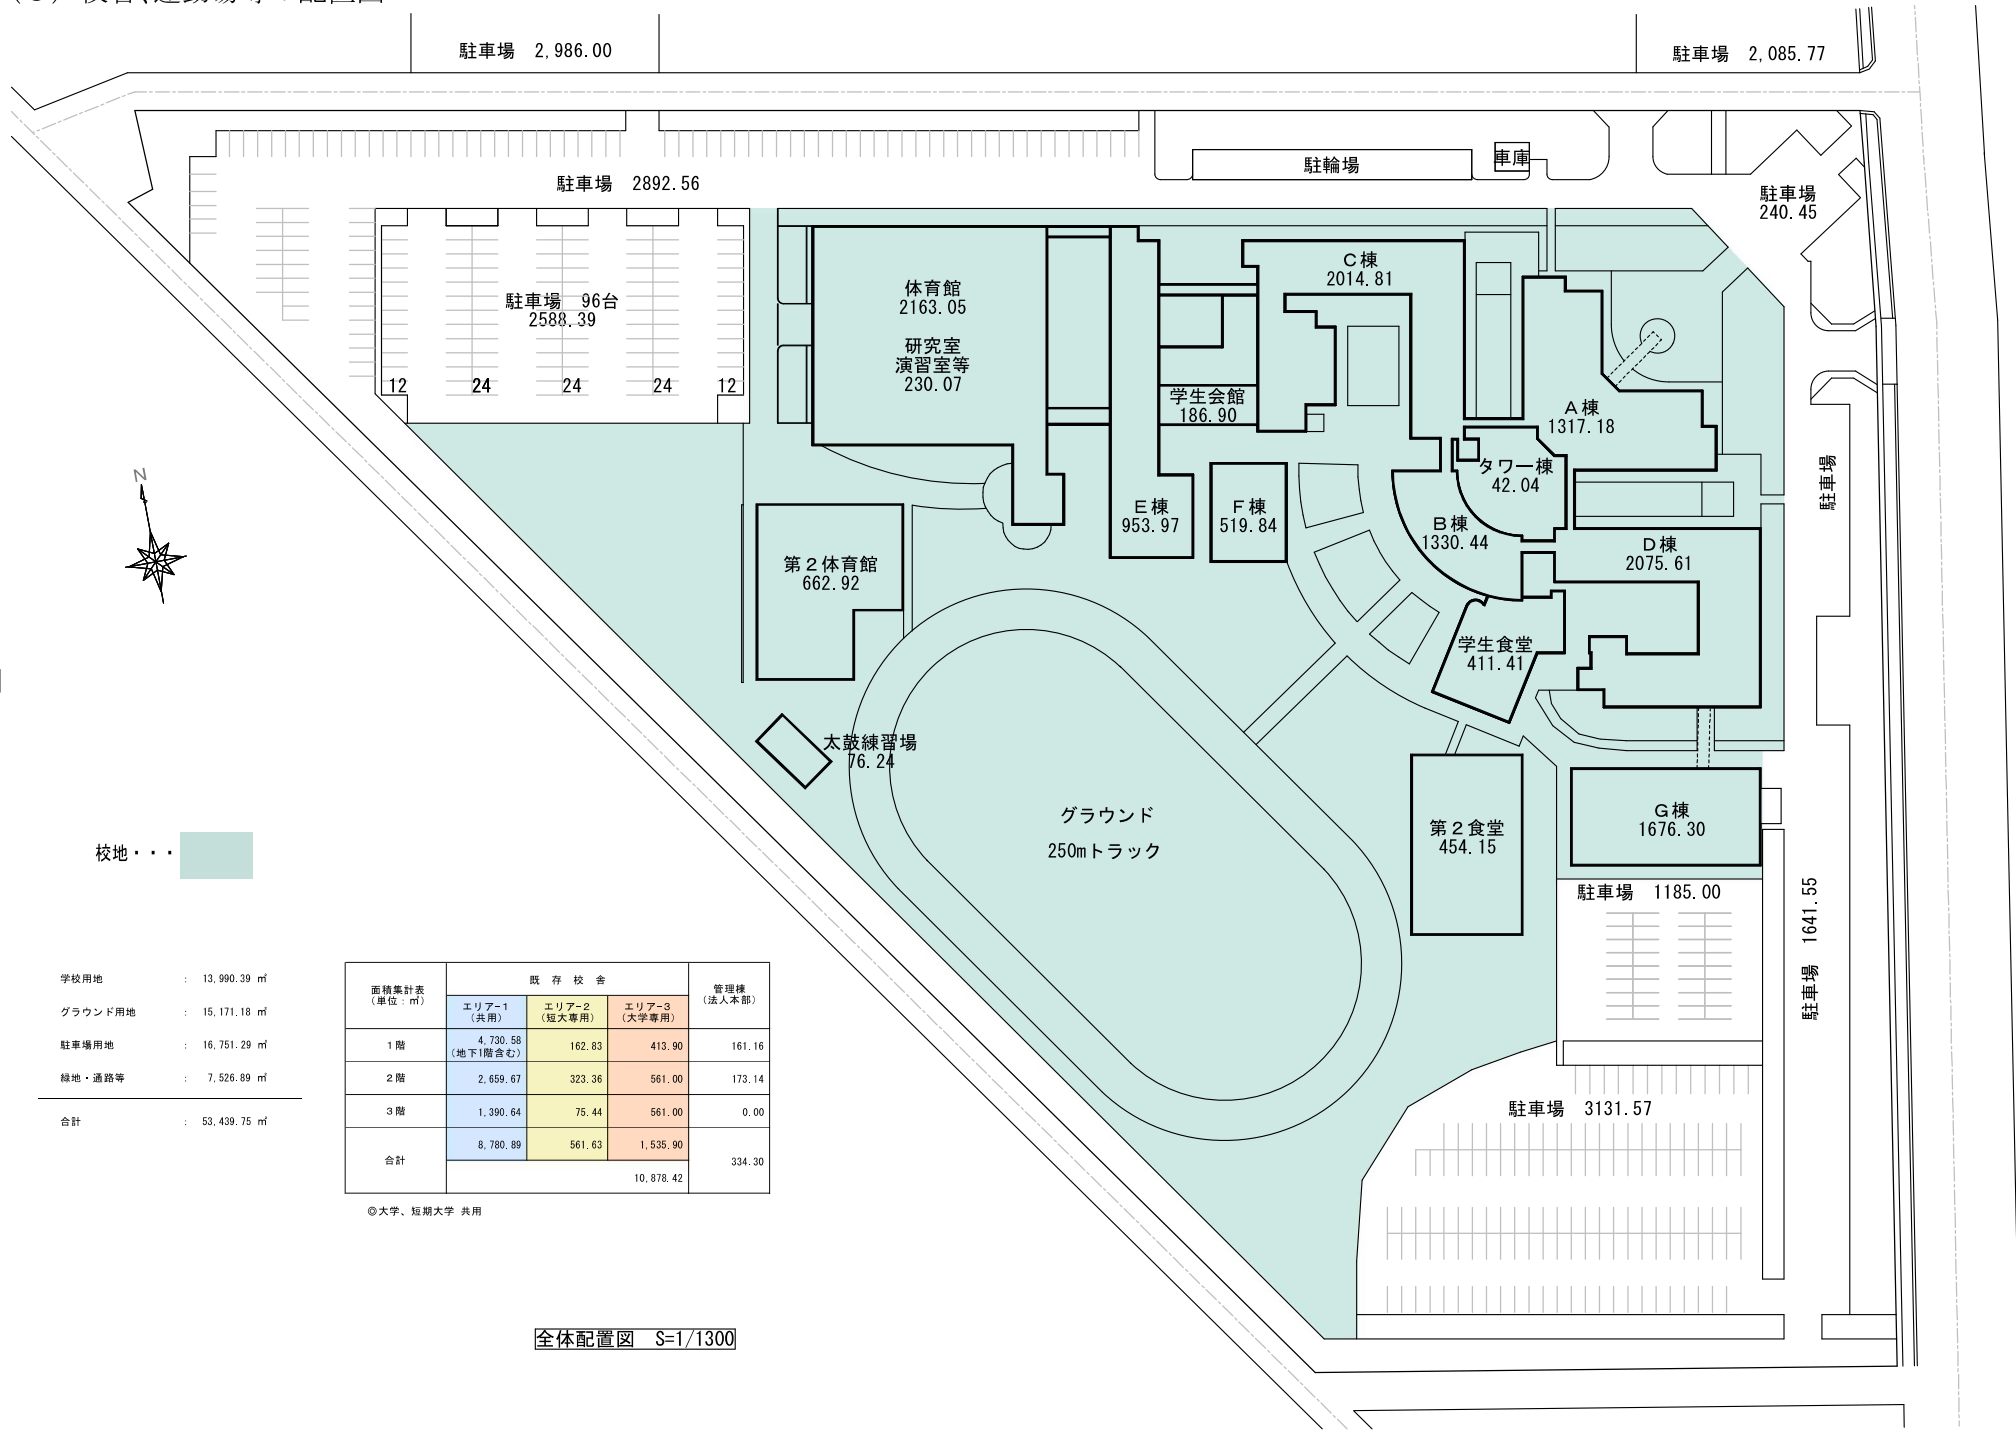 駐車場　2,986.00
駐車場　2,085.77
駐輪場
車庫
駐車場　2892.56
駐車場
240.45
駐車場　96台
2588.39
12
24
24
24
12
体育館
2163.05
研究室
演習室等
230.07
C棟
2014.81
学生会館
186.90
A棟
1317.18
タワー棟
42.04
駐車場
N
E棟
953.97
F棟
519.84
B棟
1330.44
D棟
2075.61
第2体育館
662.92
学生食堂
411.41
太鼓練習場
76.24
グラウンド
250mトラック
第2食堂
454.15
G棟
1676.30
校地・・・
駐車場　1185.00
駐車場　1641.55
駐車場　3131.57
学校用地　：　13,990.39 ㎡
グラウンド用地　：　15,171.18 ㎡
駐車場用地　：　16,751.29 ㎡
緑地・通路等　：　7,526.89 ㎡
合計　：　53,439.75 ㎡
面積集計表
（単位：㎡）
既　存　校　舎
管理棟
（法人本部）
エリア-1
（共用）
エリア-2
（短大専用）
エリア-3
（大学専用）
1階　4,730.58（地下1階含む）　162.83　413.90　161.16
2階　2,659.67　323.36　561.00　173.14
3階　1,390.64　75.44　561.00　0.00
合計　8,780.89　561.63　1,535.90　334.30
10,878.42
◎大学、短期大学 共用
全体配置図　S=1/1300